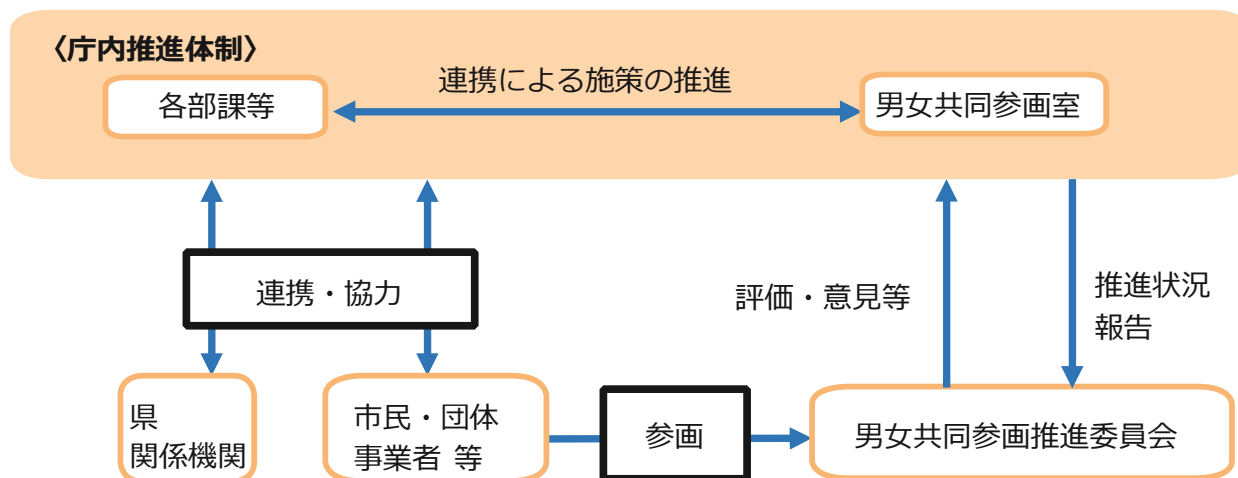 〈庁内推進体制〉
連携による施策の推進
各部課等
男女共同参画室
連携・協力
評価・意見等
推進状況
報告
県
関係機関
市民・団体
事業者 等
参画
男女共同参画推進委員会